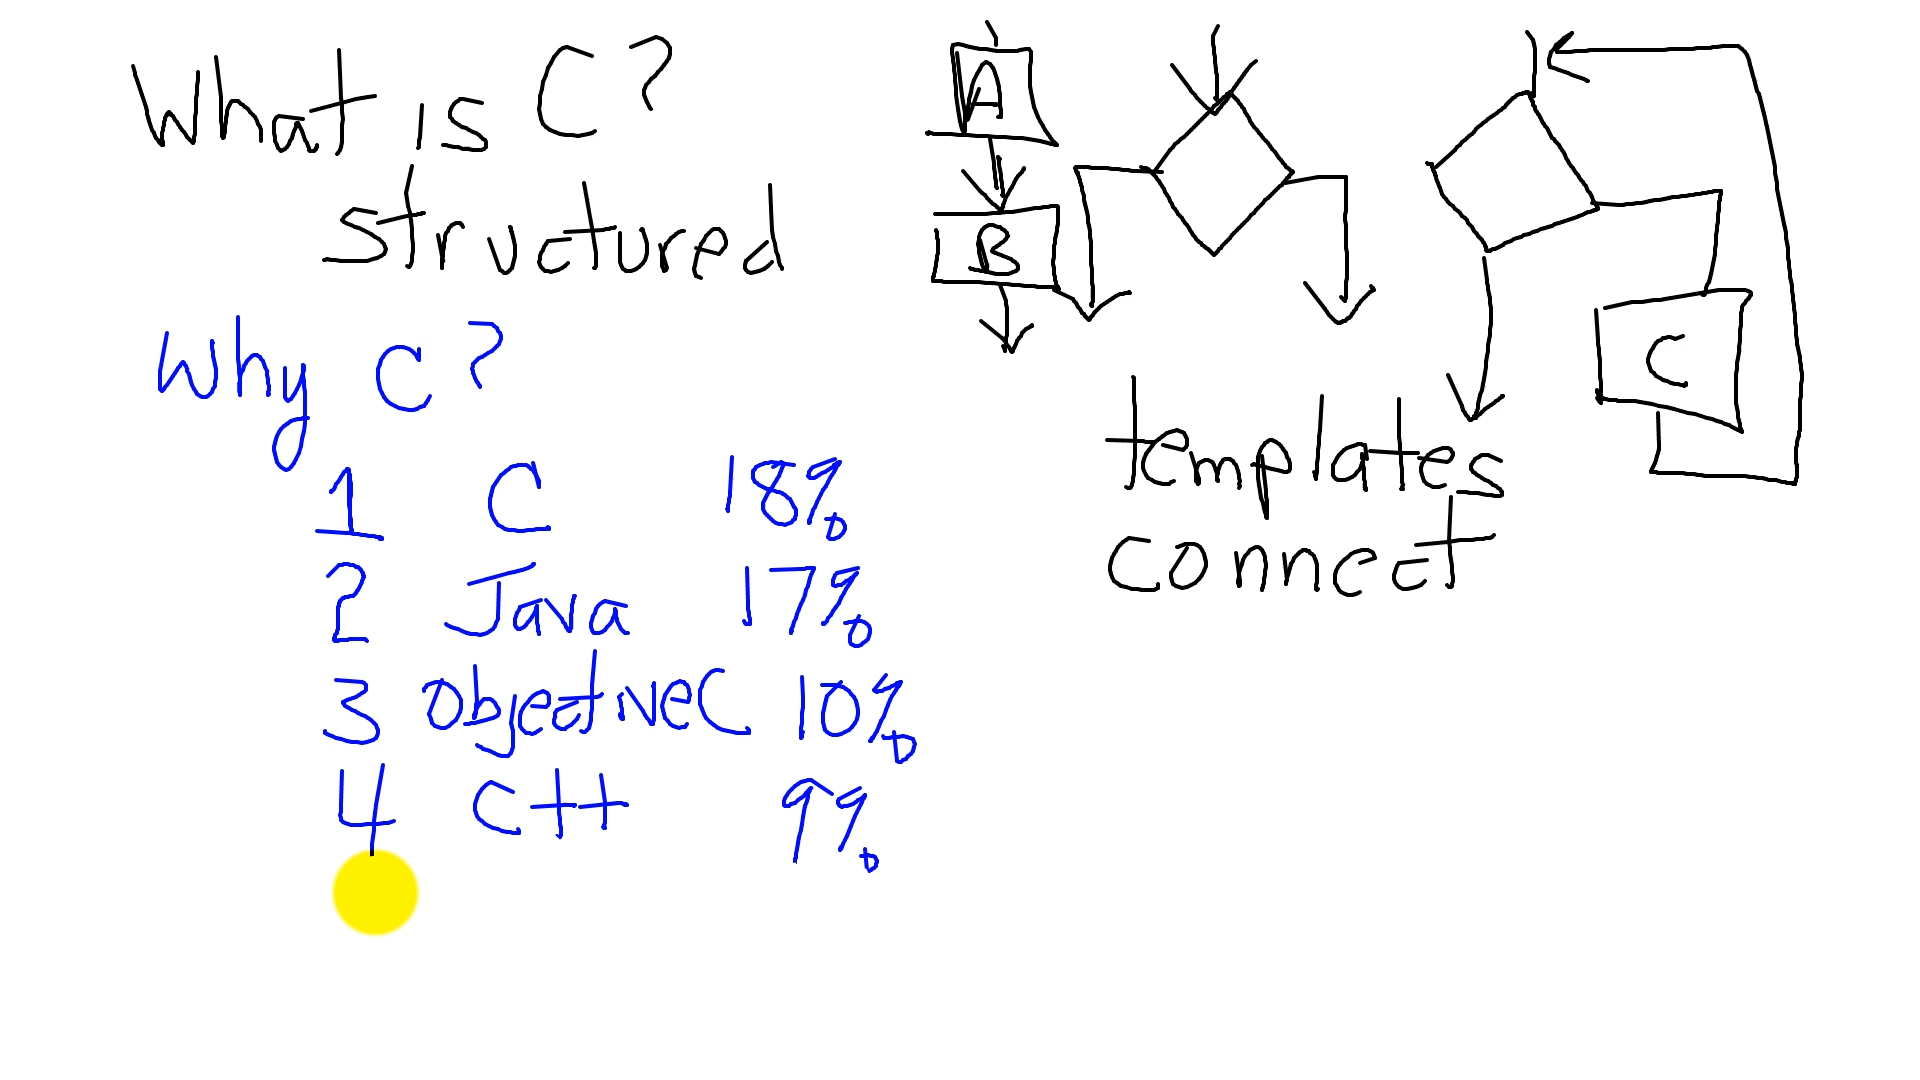 What is C?
structured
Why C?
1 C 18%
2 Java 17%
3 objectiveC 10%
4 C++ 9%
A
B
C
templates
connect